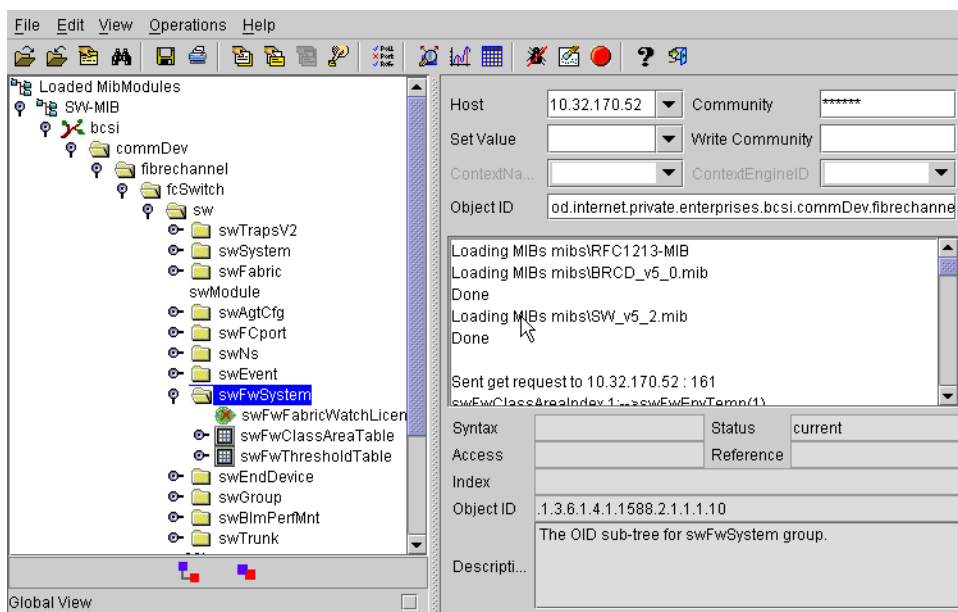 File Edit View Operations Help
Loaded MibModules
SW-MIB
bcsi
commDev
fibrechannel
fcSwitch
sw
swTrapsV2
swSystem
swFabric
swModule
swAgtCfg
swFCport
swNs
swEvent
swFwSystem
swFwFabricWatchLicen
swFwClassAreaTable
swFwThresholdTable
swEndDevice
swGroup
swBlmPerfMnt
swTrunk
Global View
Host 10.32.170.52 Community ******
Set Value Write Community
ContextNa... ContextEngineID
Object ID od.internet.private.enterprises.bcsi.commDev.fibrechanne
Loading MIBs mibs\RFC1213-MIB
Loading MIBs mibs\BRCD_v5_0.mib
Done
Loading MIBs mibs\SW_v5_2.mib
Done
Sent get request to 10.32.170.52 : 161
swFwClassAreaIndex.1:-->swFwEnvTemp(1)
Syntax Status current
Access Reference
Index
Object ID .1.3.6.1.4.1.1588.2.1.1.1.10
The OID sub-tree for swFwSystem group.
Descripti...